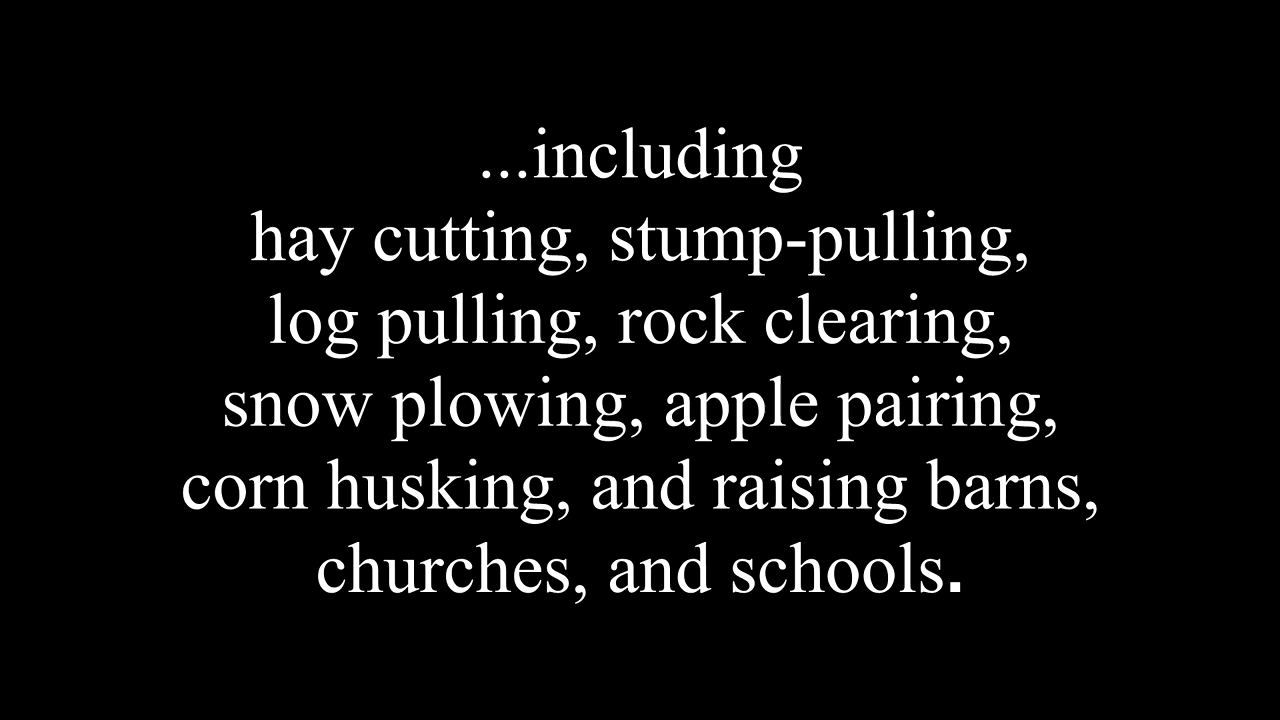 ...including
hay cutting, stump-pulling,
log pulling, rock clearing,
snow plowing, apple pairing,
corn husking, and raising barns,
churches, and schools.